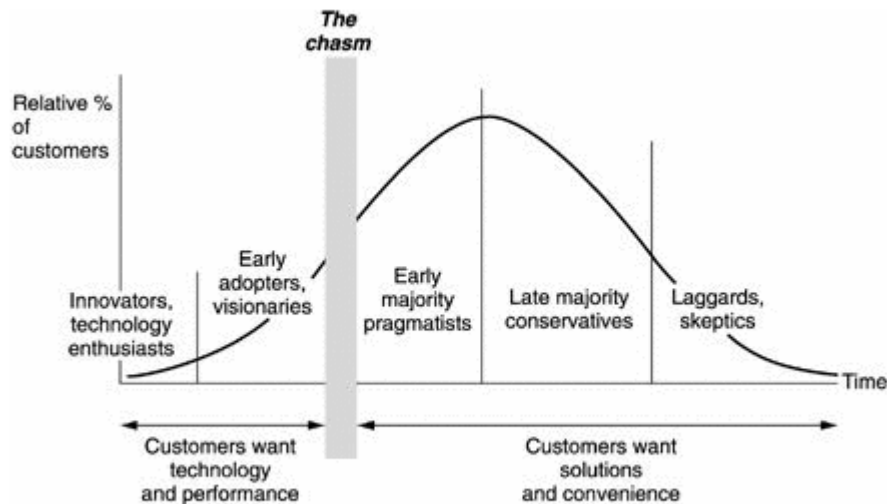 The
chasm
Relative %
of
customers
Early
adopters,
visionaries
Innovators,
technology
enthusiasts
Early
majority
pragmatists
Late majority
conservatives
Laggards,
skeptics
Time
Customers want
technology
and performance
Customers want
solutions
and convenience